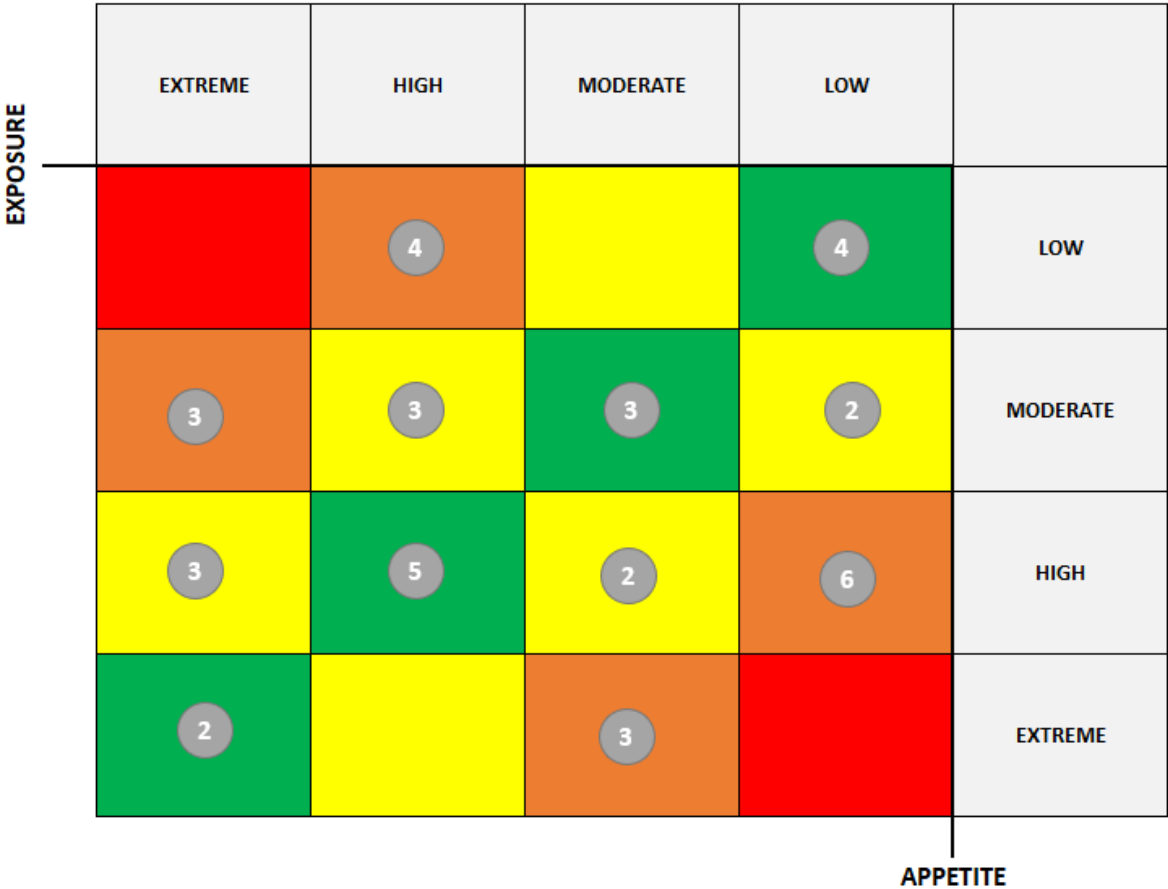 EXPOSURE
EXTREME HIGH MODERATE LOW
4 4 LOW
3 3 3 2 MODERATE
3 5 2 6 HIGH
2 3 EXTREME
APPETITE